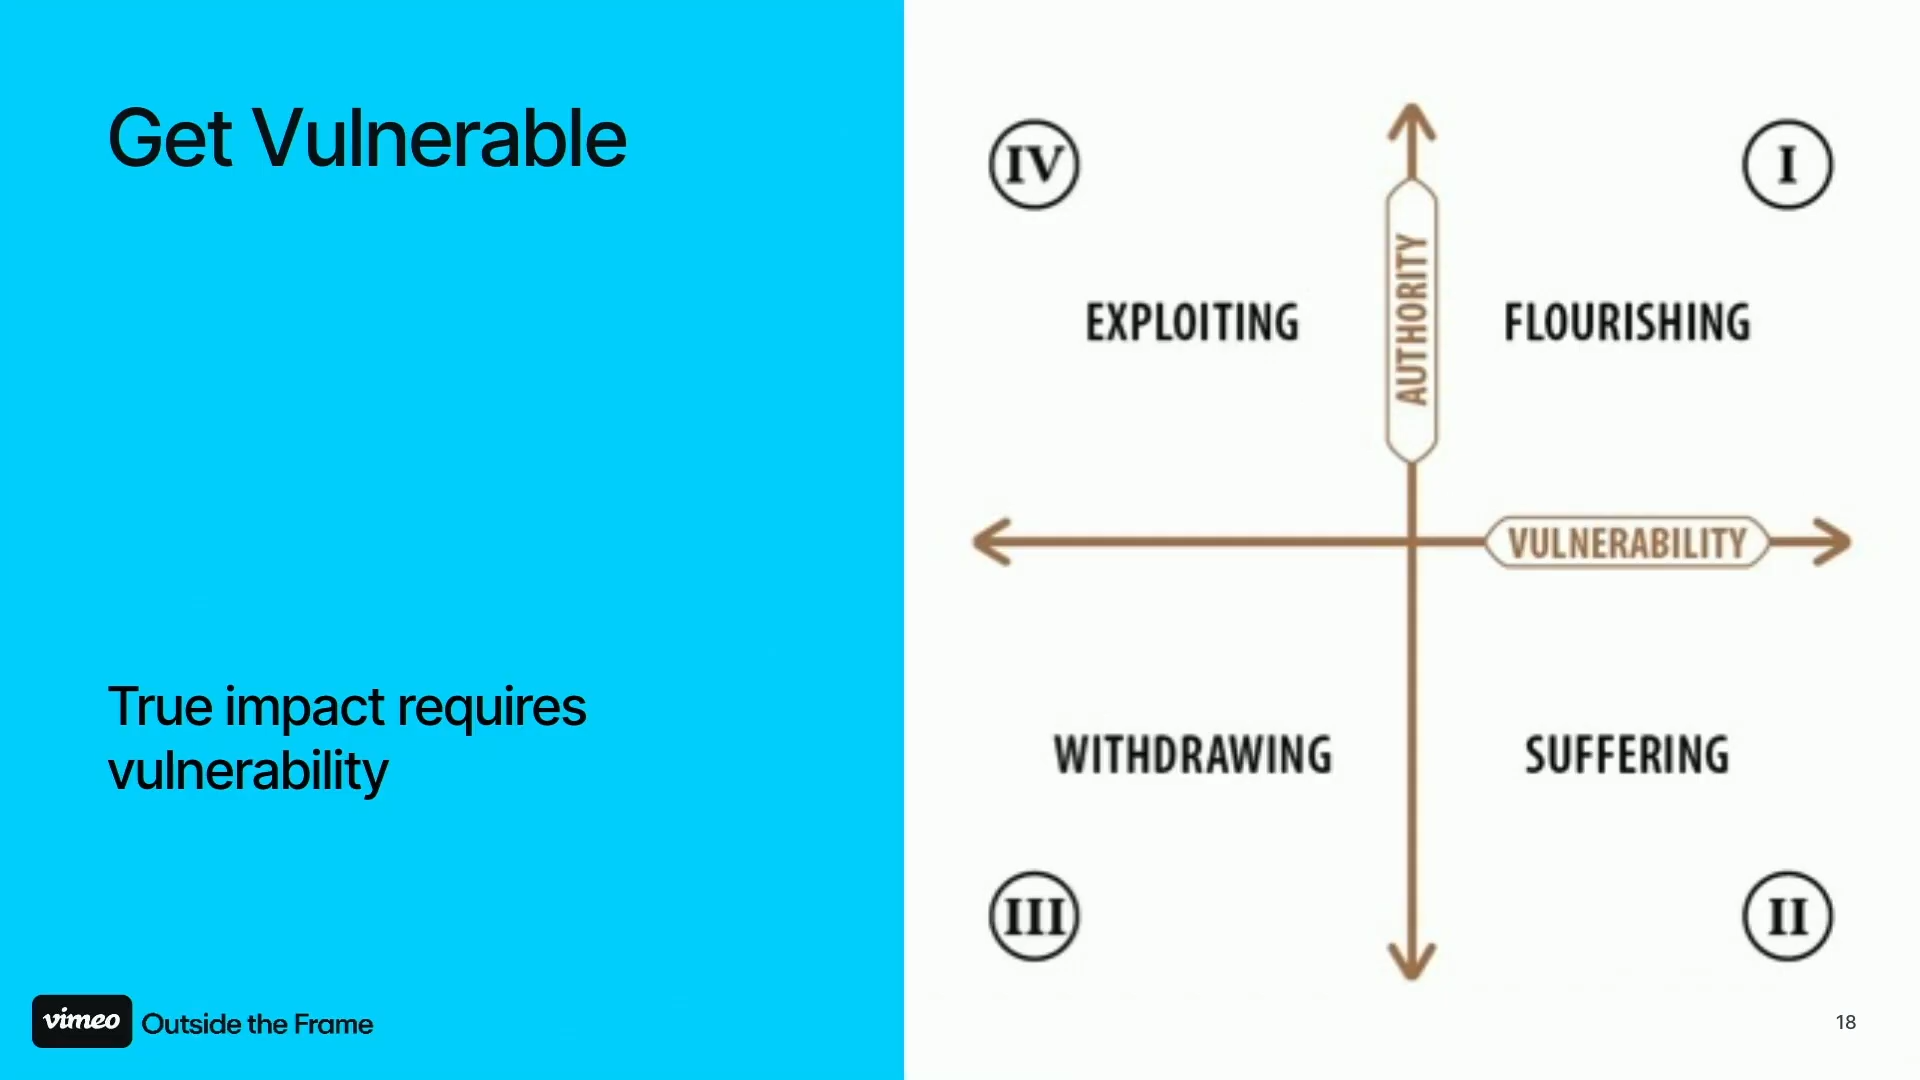 Get Vulnerable
True impact requires
vulnerability
vimeo Outside the Frame
IV
I
EXPLOITING
AUTHORITY
FLOURISHING
VULNERABILITY
WITHDRAWING
SUFFERING
III
II
18